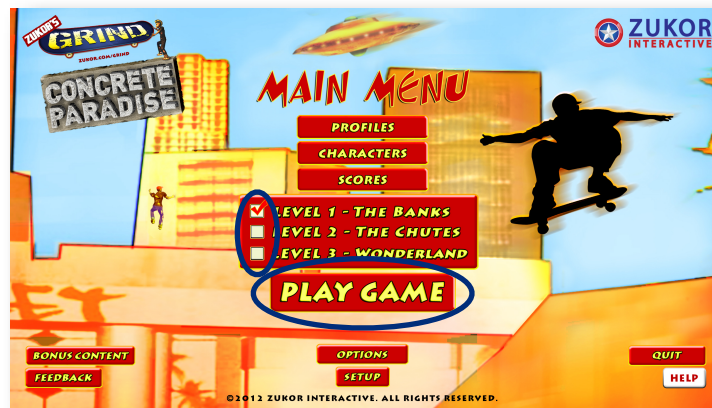 ZUKOR'S
GRIND
ZUKOR.COM/GRIND
CONCRETE
PARADISE
ZUKOR
INTERACTIVE
MAIN MENU
PROFILES
CHARACTERS
SCORES
LEVEL 1 - THE BANKS
LEVEL 2 - THE CHUTES
LEVEL 3 - WONDERLAND
PLAY GAME
BONUS CONTENT
OPTIONS
QUIT
FEEDBACK
SETUP
HELP
©2012 ZUKOR INTERACTIVE. ALL RIGHTS RESERVED.